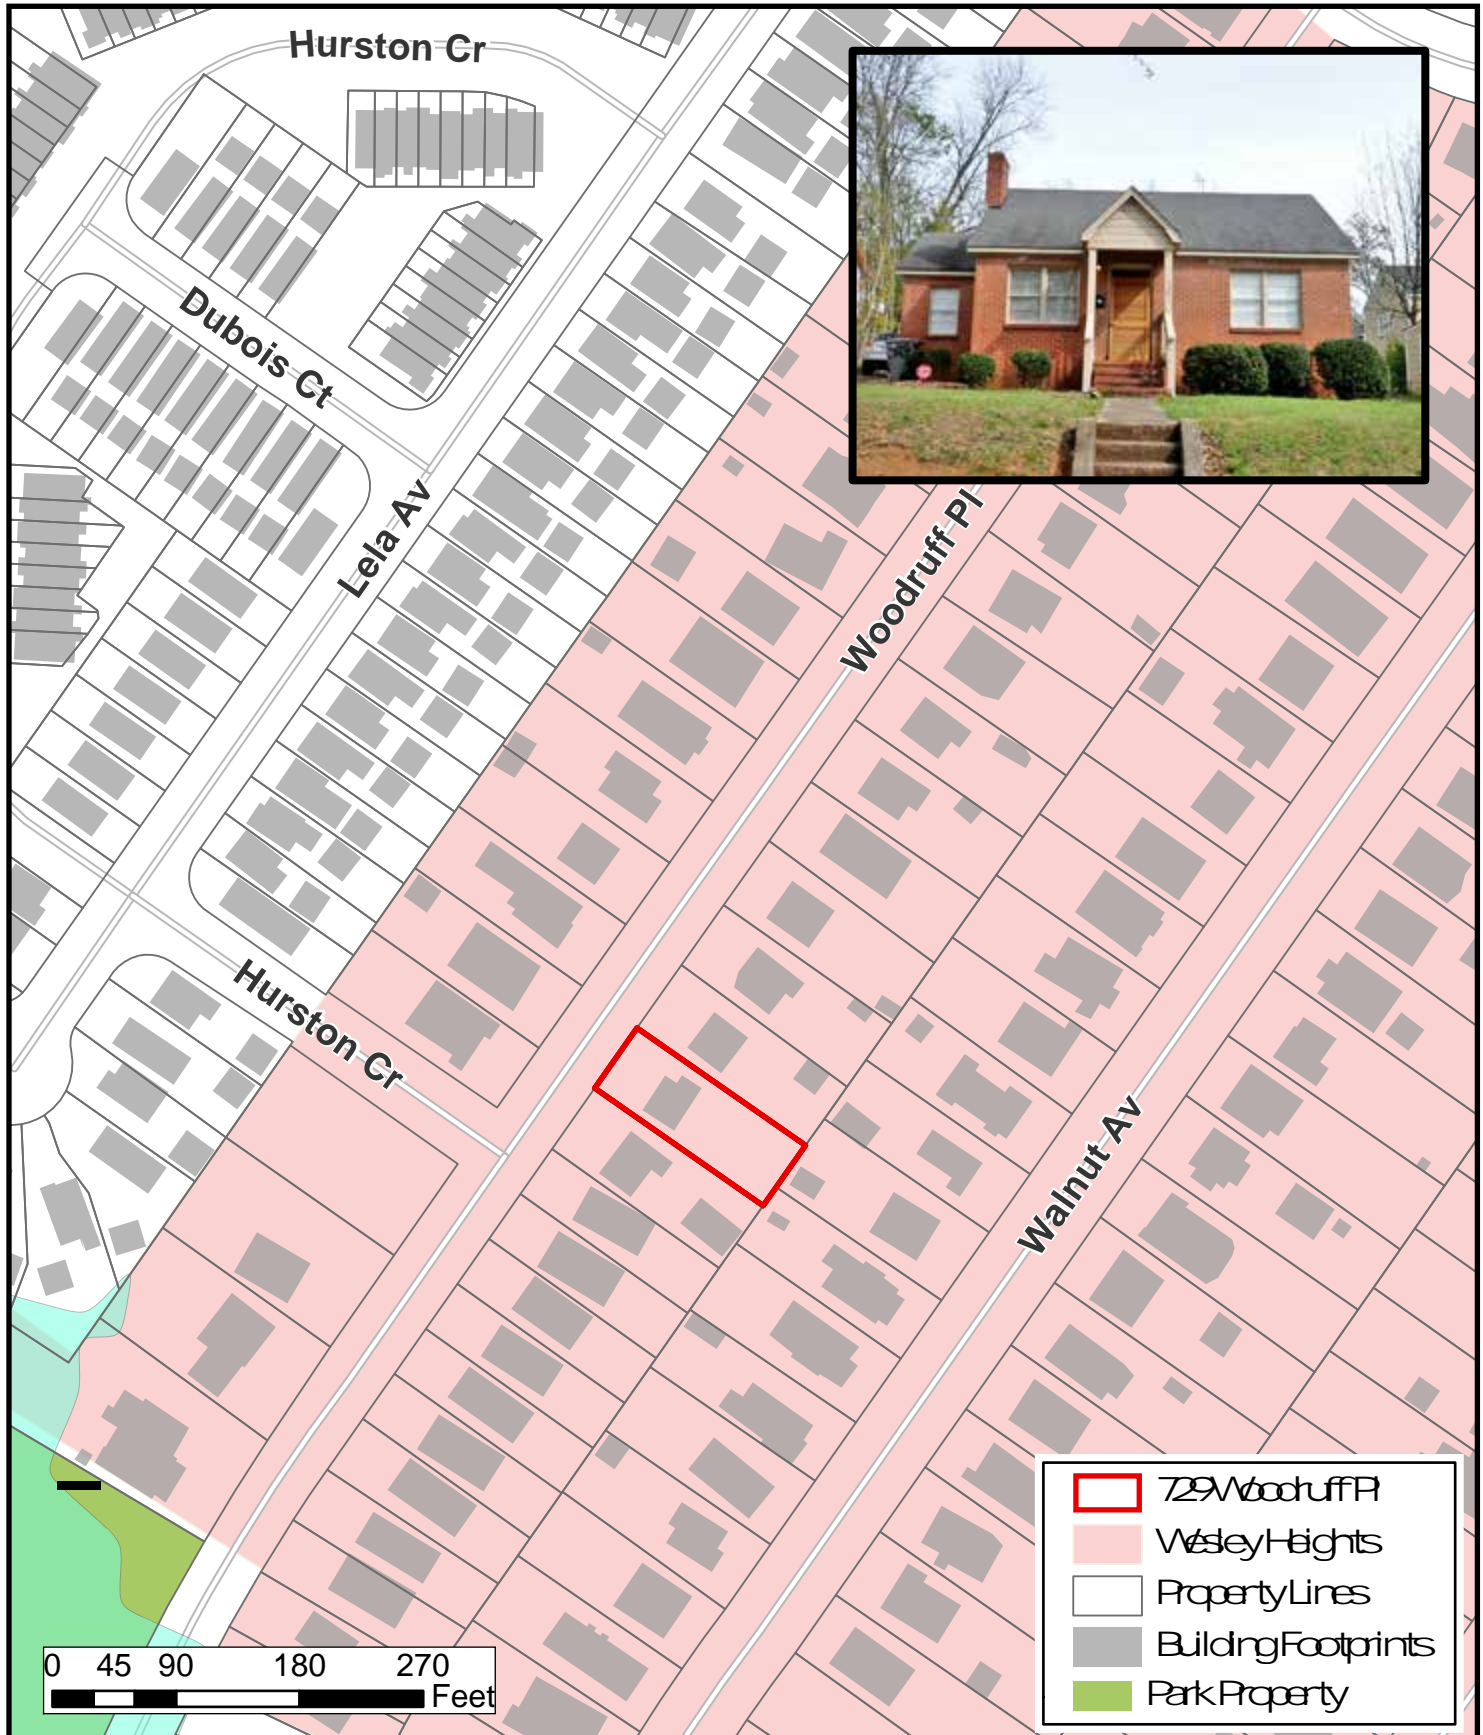 Hurston Cr
Dubois Ct
Lela Av
Woodruff Pl
Hurston Cr
Walnut Av
729 Woodruff Pl
Wesley Heights
Property Lines
Building Footprints
Park Property
0 45 90 180 270
Feet